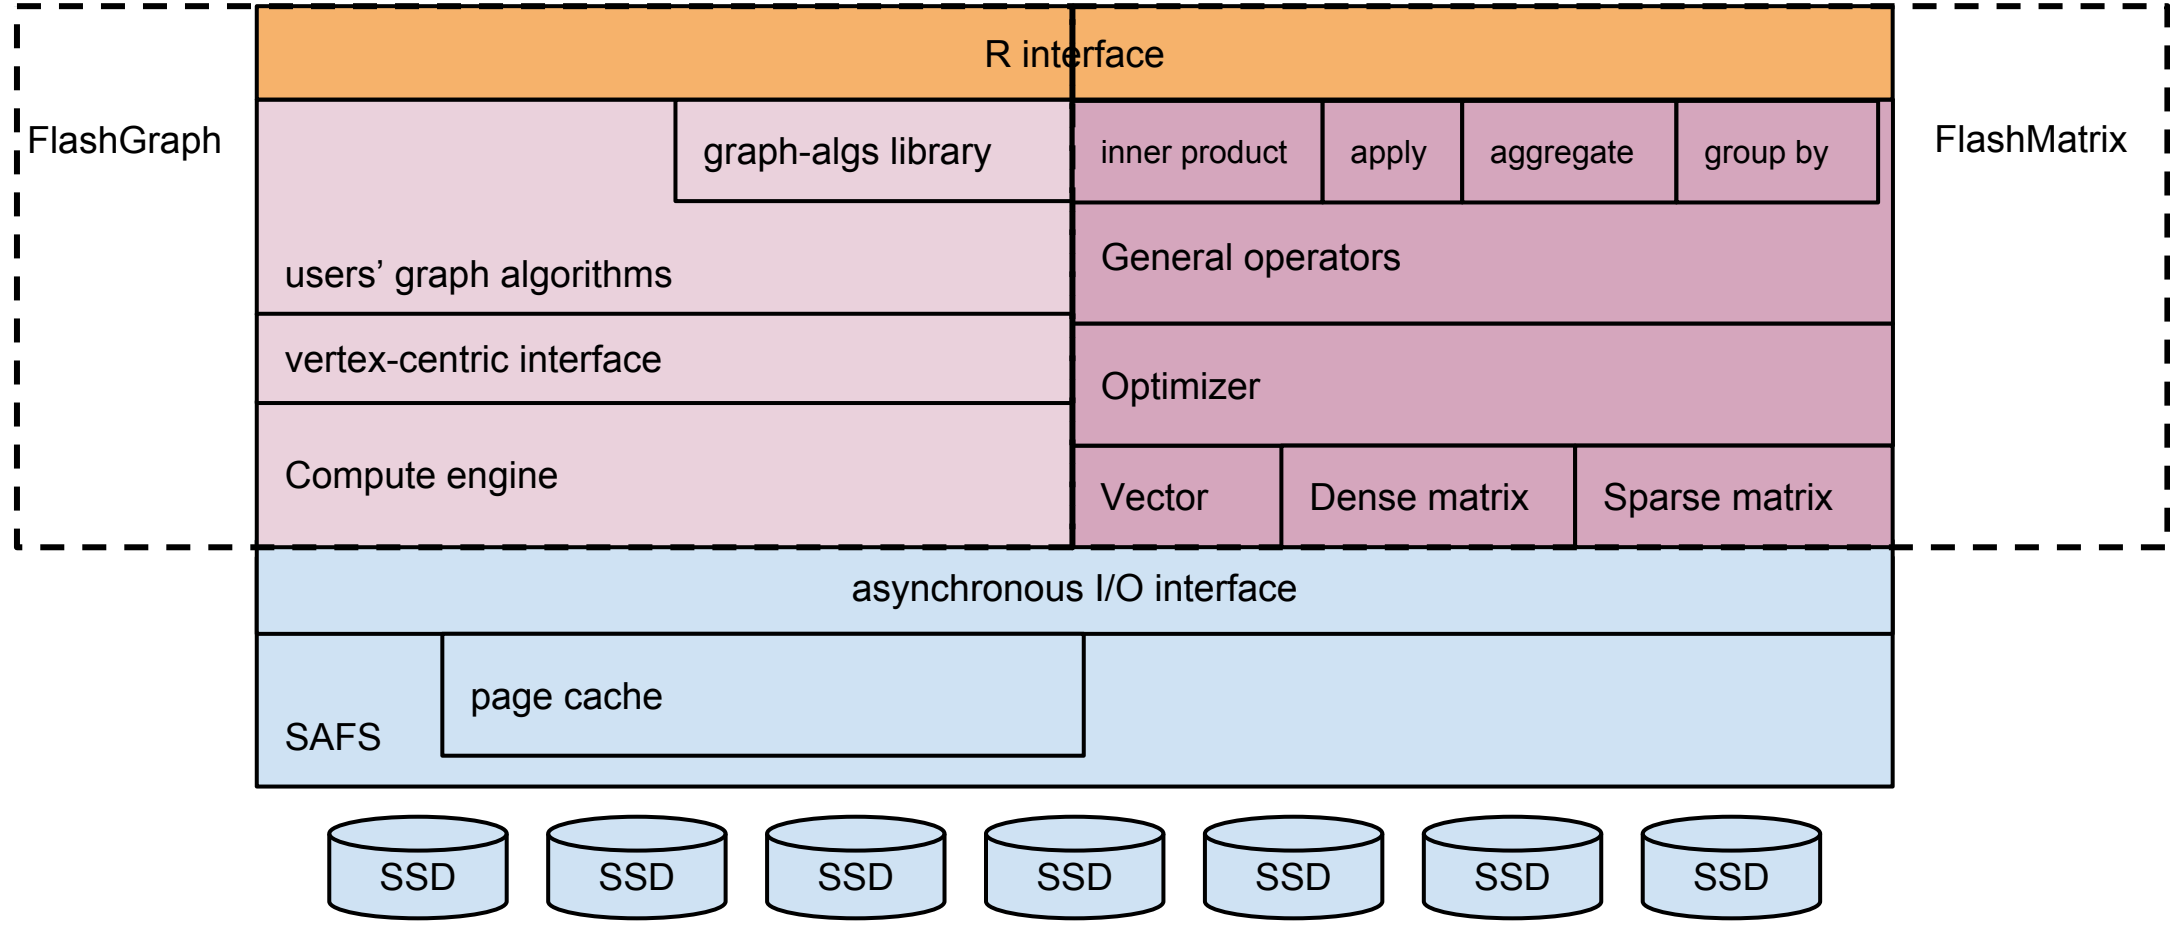 R interface
FlashGraph
graph-algs library
inner product
apply
aggregate
group by
FlashMatrix
users’ graph algorithms
General operators
vertex-centric interface
Optimizer
Compute engine
Vector
Dense matrix
Sparse matrix
asynchronous I/O interface
page cache
SAFS
SSD
SSD
SSD
SSD
SSD
SSD
SSD